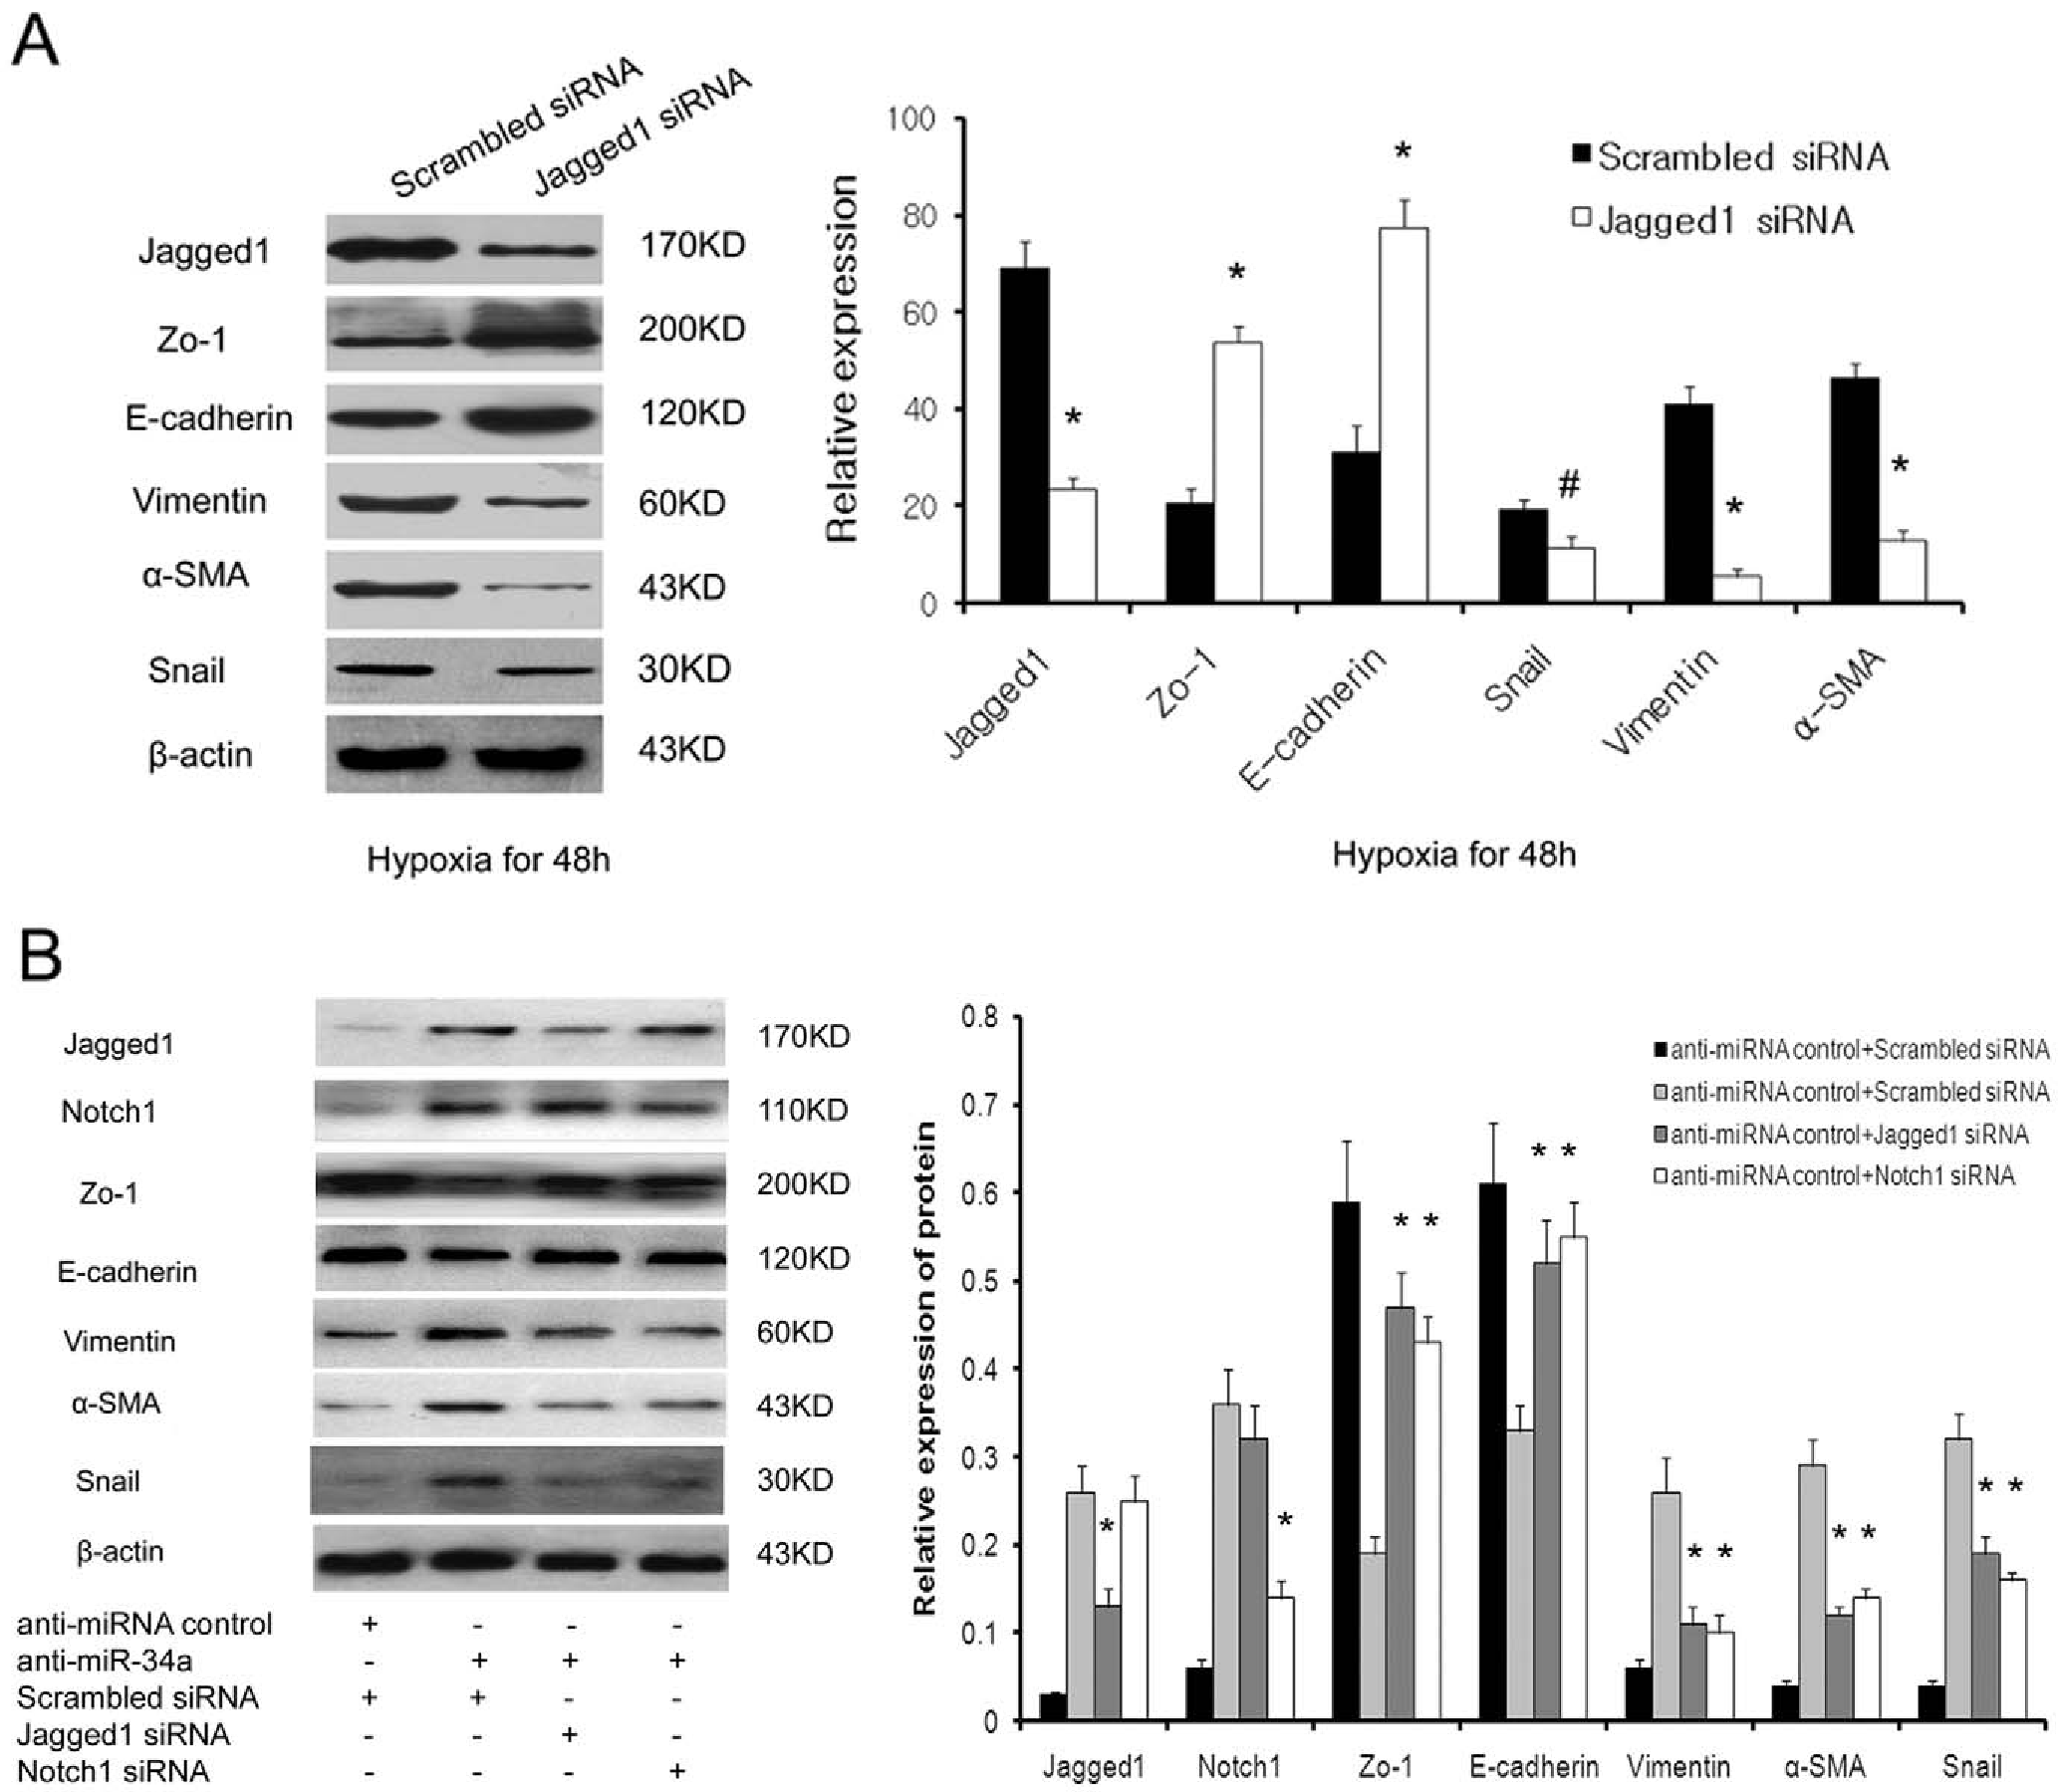 A
Scrambled siRNA
Jagged1 siRNA
Jagged1
170KD
Zo-1
200KD
E-cadherin
120KD
Vimentin
60KD
α-SMA
43KD
Snail
30KD
β-actin
43KD
Hypoxia for 48h
Relative expression
100
80
60
40
20
0
*
*
*
#
*
*
Scrambled siRNA
Jagged1 siRNA
Jagged1
Zo-1
E-cadherin
Snail
Vimentin
α-SMA
Hypoxia for 48h
B
Jagged1
170KD
Notch1
110KD
Zo-1
200KD
E-cadherin
120KD
Vimentin
60KD
α-SMA
43KD
Snail
30KD
β-actin
43KD
anti-miRNA control + - - -
anti-miR-34a - + + +
Scrambled siRNA + + - -
Jagged1 siRNA - - + -
Notch1 siRNA - - - +
Relative expression of protein
0.8
0.7
0.6
0.5
0.4
0.3
0.2
0.1
0
*
*
* *
* *
* *
* *
* *
anti-miRNA control+Scrambled siRNA
anti-miRNA control+Scrambled siRNA
anti-miRNA control+Jagged1 siRNA
anti-miRNA control+Notch1 siRNA
Jagged1 Notch1 Zo-1 E-cadherin Vimentin α-SMA Snail